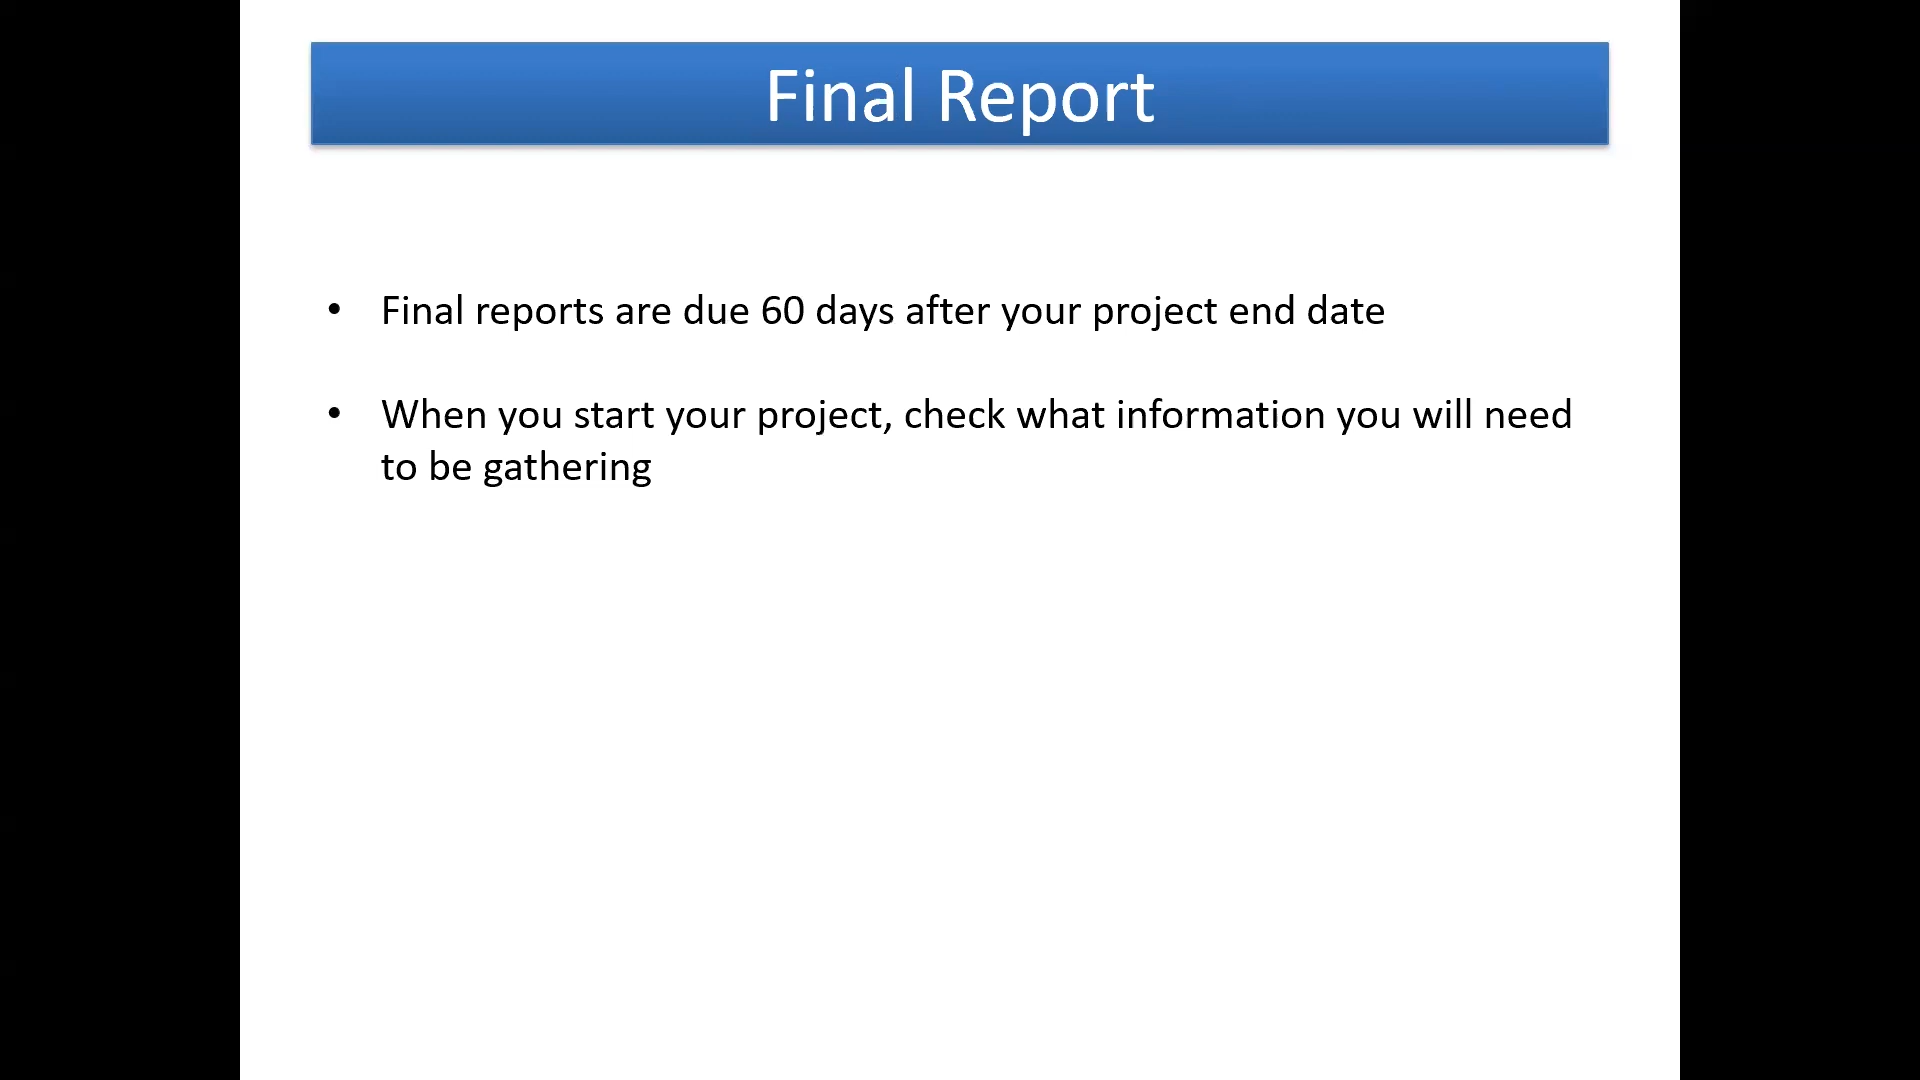 Final Report
• Final reports are due 60 days after your project end date
• When you start your project, check what information you will need
to be gathering